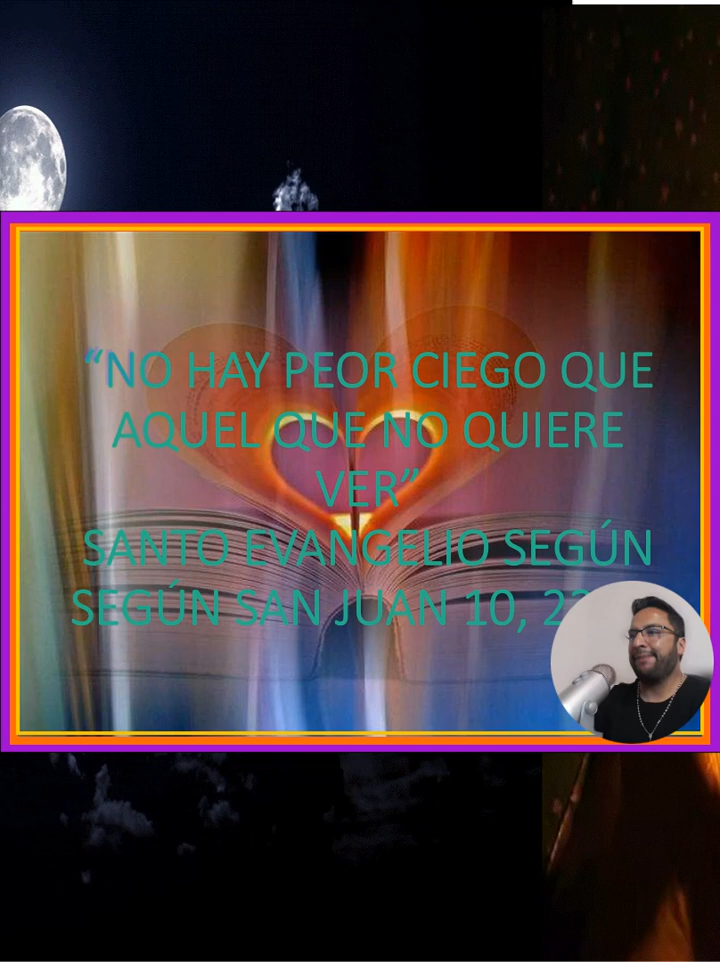 “NO HAY PEOR CIEGO QUE
AQUEL QUE NO QUIERE
VER”
SANTO EVANGELIO SEGÚN
SEGÚN SAN JUAN 10,